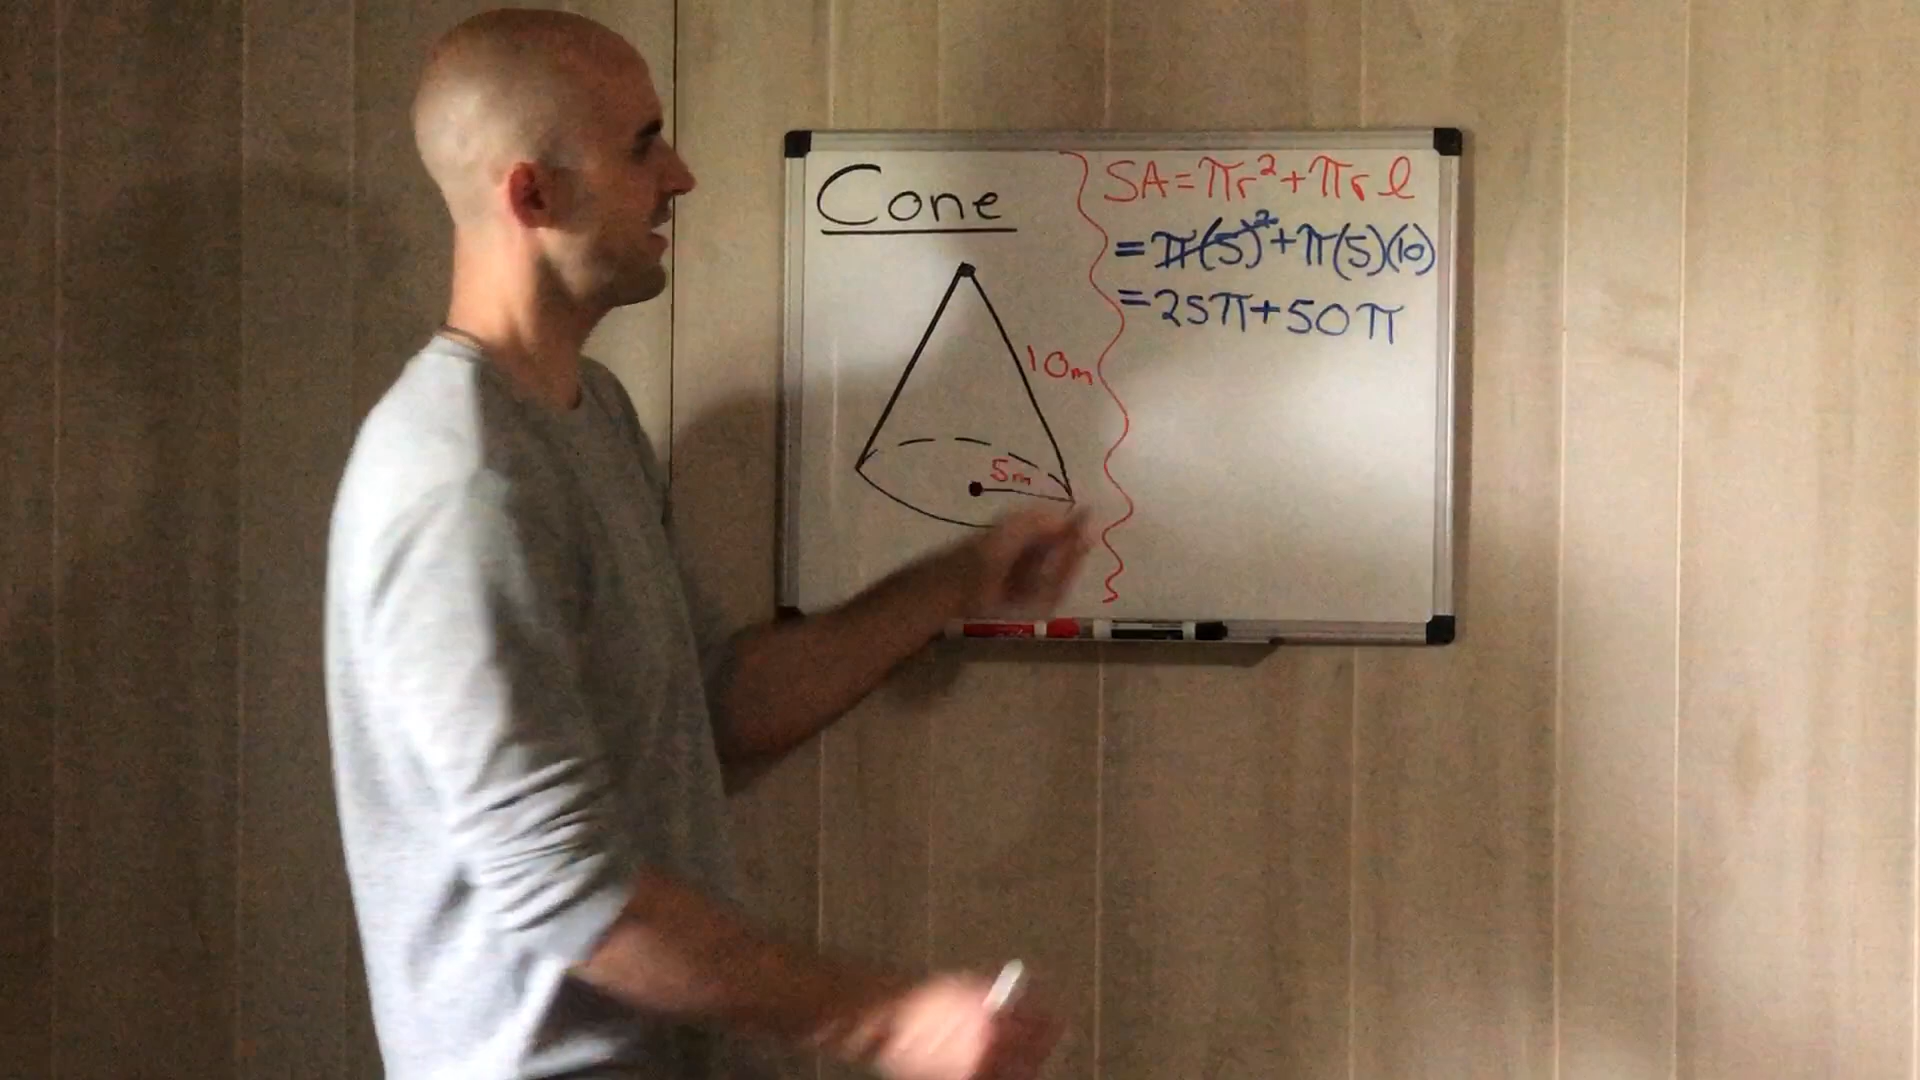 Cone
10m
5m
SA=πr²+πrl
=π(5)²+π(5)(10)
=25π+50π